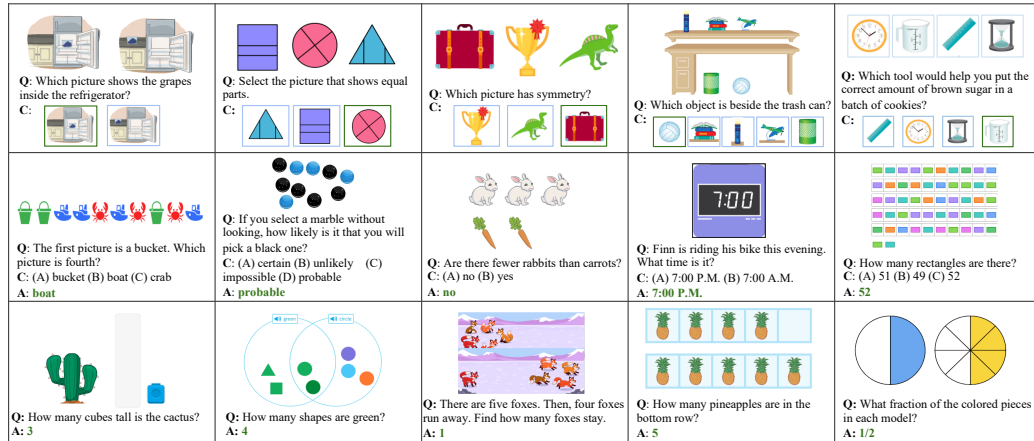 Q: Which picture shows the grapes
inside the refrigerator?
C:
Q: Select the picture that shows equal
parts.
C:
Q: Which picture has symmetry?
C:
Q: Which object is beside the trash can?
C:
Q: Which tool would help you put the
correct amount of brown sugar in a
batch of cookies?
C:
Q: The first picture is a bucket. Which
picture is fourth?
C: (A) bucket (B) boat (C) crab
A: boat
Q: If you select a marble without
looking, how likely is it that you will
pick a black one?
C: (A) certain (B) unlikely (C)
impossible (D) probable
A: probable
Q: Are there fewer rabbits than carrots?
C: (A) no (B) yes
A: no
7:00
Q: Finn is riding his bike this evening.
What time is it?
C: (A) 7:00 P.M. (B) 7:00 A.M.
A: 7:00 P.M.
Q: How many rectangles are there?
C: (A) 51 (B) 49 (C) 52
A: 52
Q: How many cubes tall is the cactus?
A: 3
green
circle
Q: How many shapes are green?
A: 4
Q: There are five foxes. Then, four foxes
run away. Find how many foxes stay.
A: 1
Q: How many pineapples are in the
bottom row?
A: 5
Q: What fraction of the colored pieces
in each model?
A: 1/2